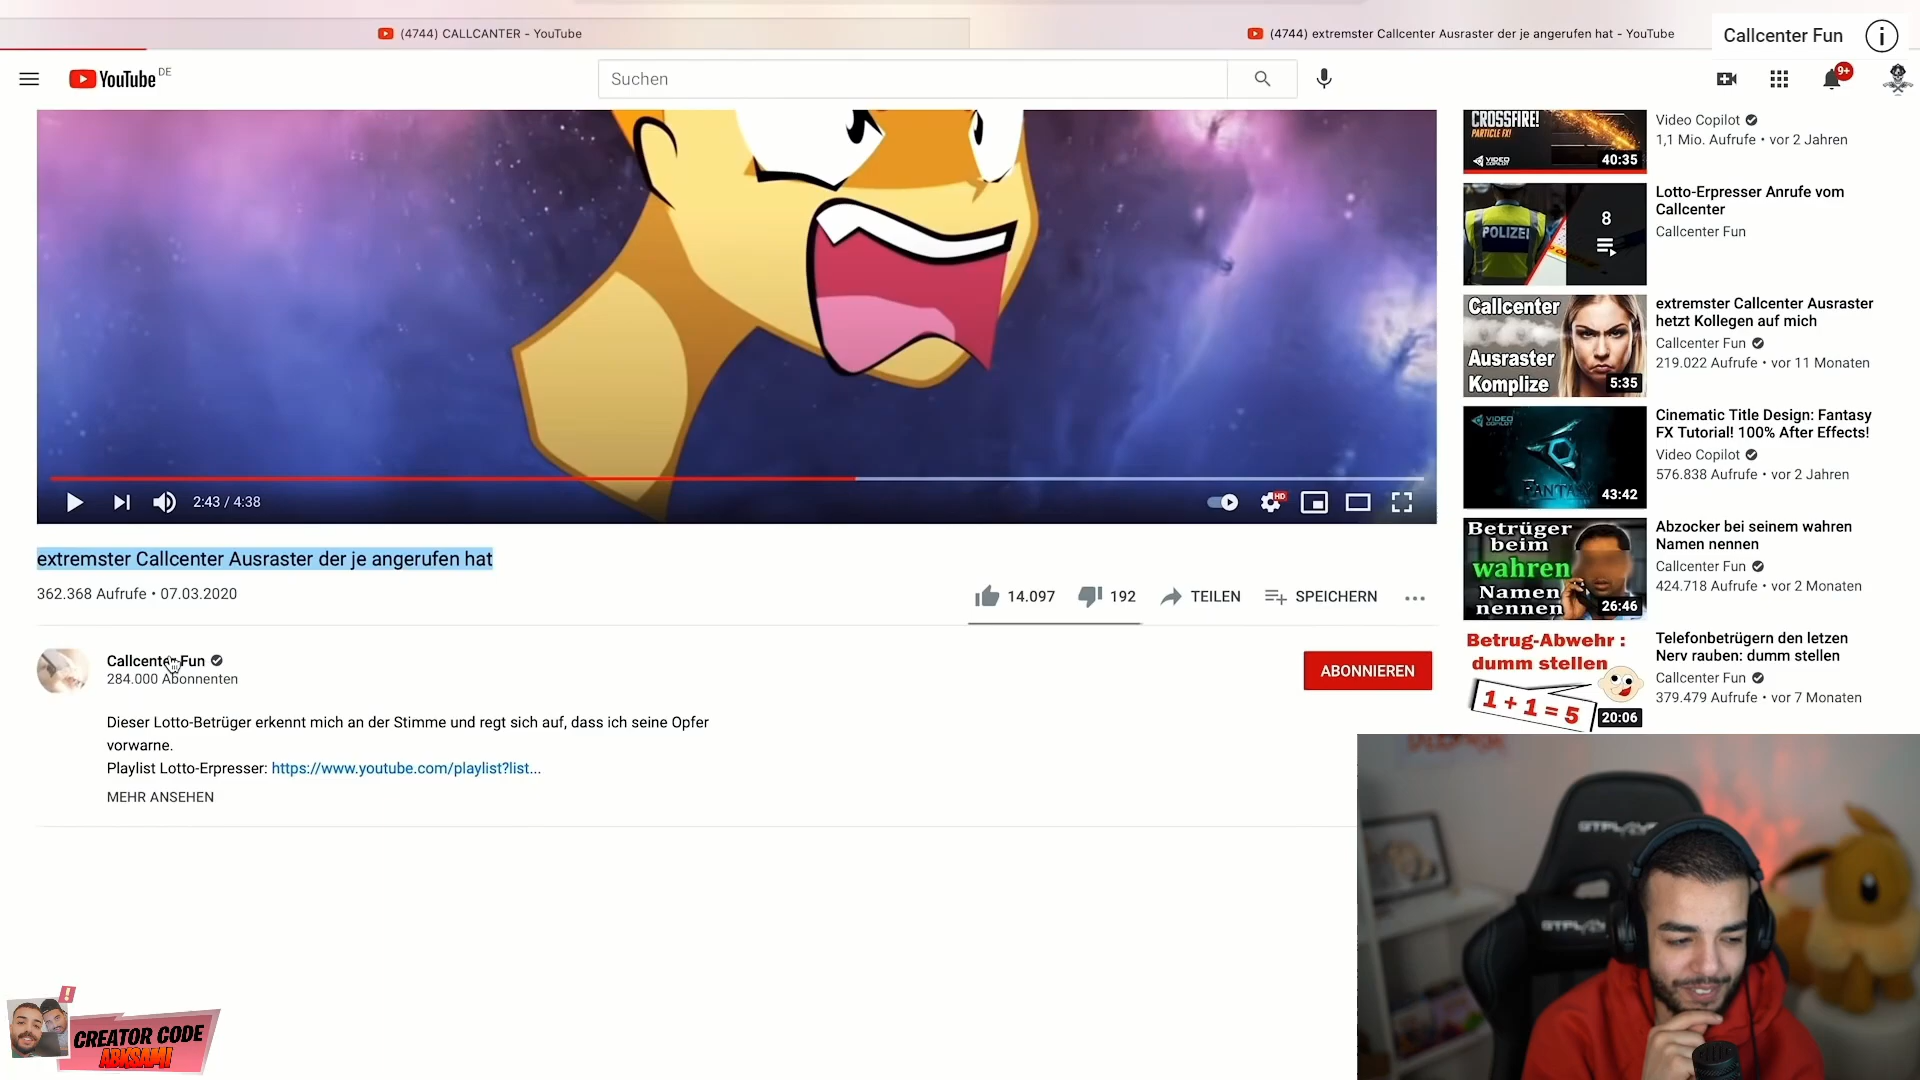 (4744) CALLCANTER - YouTube
(4744) extremster Callcenter Ausraster der je angerufen hat - YouTube
Callcenter Fun
i
YouTube DE
Suchen
9+
CROSSFIRE!
PARTICLE FX!
VIDEO
COPILOT
40:35
Video Copilot
1,1 Mio. Aufrufe • vor 2 Jahren
POLIZEI
8
Lotto-Erpresser Anrufe vom
Callcenter
Callcenter Fun
Callcenter
Ausraster
Komplize
5:35
extremster Callcenter Ausraster
hetzt Kollegen auf mich
Callcenter Fun
219.022 Aufrufe • vor 11 Monaten
VIDEO
COPILOT
43:42
Cinematic Title Design: Fantasy
FX Tutorial! 100% After Effects!
Video Copilot
576.838 Aufrufe • vor 2 Jahren
Betrüger
beim
wahren
Namen
nennen
26:46
Abzocker bei seinem wahren
Namen nennen
Callcenter Fun
424.718 Aufrufe • vor 2 Monaten
Betrug-Abwehr :
dumm stellen
1 + 1 = 5
20:06
Telefonbetrügern den letzen
Nerv rauben: dumm stellen
Callcenter Fun
379.479 Aufrufe • vor 7 Monaten
2:43 / 4:38
HD
extremster Callcenter Ausraster der je angerufen hat
362.368 Aufrufe • 07.03.2020
14.097
192
TEILEN
SPEICHERN
Callcenter Fun
284.000 Abonnenten
ABONNIEREN
Dieser Lotto-Betrüger erkennt mich an der Stimme und regt sich auf, dass ich seine Opfer
vorwarne.
Playlist Lotto-Erpresser: https://www.youtube.com/playlist?list...
MEHR ANSEHEN
GTPLAYER
CREATOR CODE
ABKSAMI